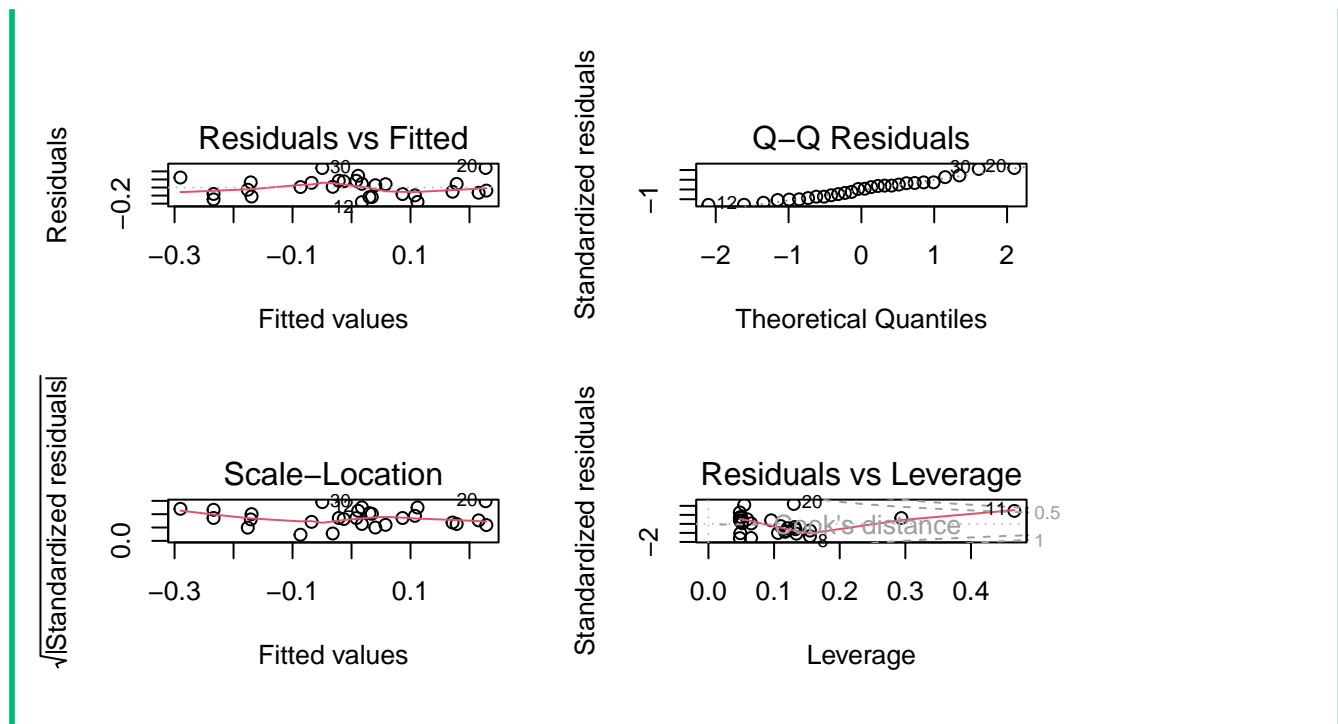 Residuals vs Fitted
Residuals
−0.2
30
20
12
−0.3
−0.1
0.1
Fitted values
Q−Q Residuals
Standardized residuals
−1
12
30
20
−2
−1
0
1
2
Theoretical Quantiles
Scale−Location
√|Standardized residuals|
0.0
30
12
20
−0.3
−0.1
0.1
Fitted values
Residuals vs Leverage
Standardized residuals
−2
20
11
8
Cook's distance
0.5
1
0.0
0.1
0.2
0.3
0.4
Leverage